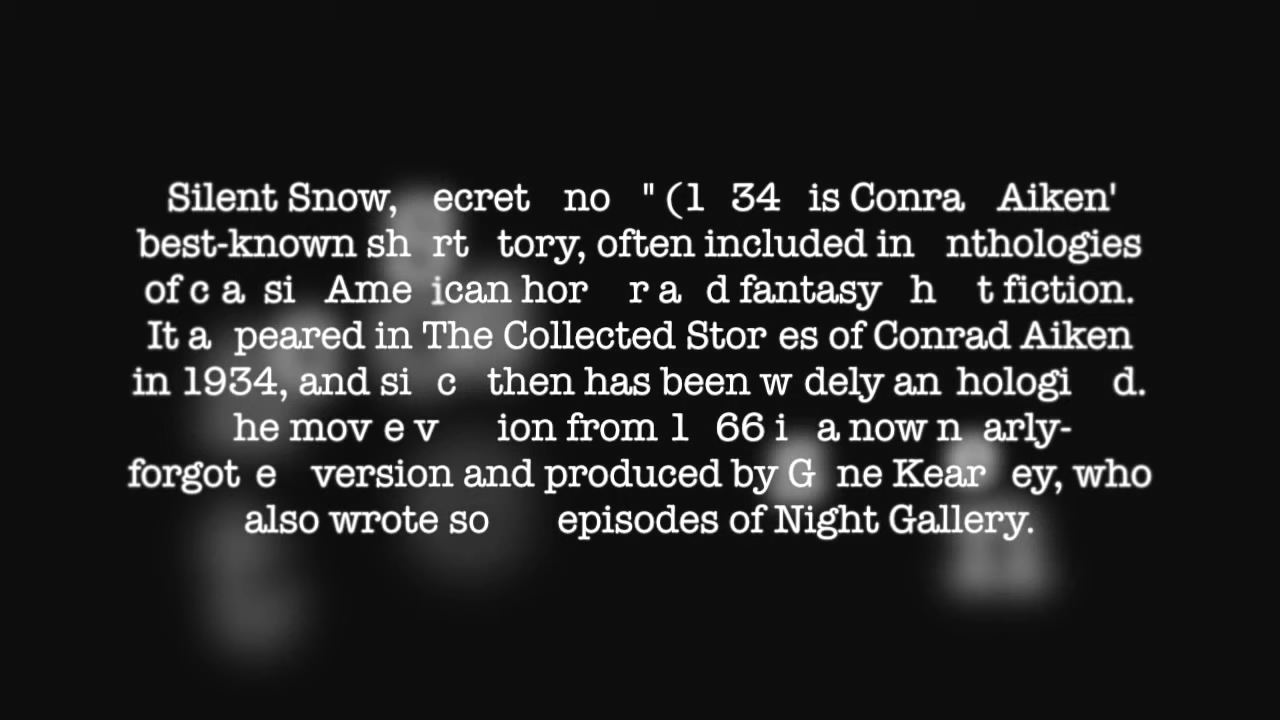 Silent Snow, ecret no " (1 34 is Conra Aiken'
best-known sh rt tory, often included in nthologies
of c a si Ame ican hor r a d fantasy h t fiction.
It a peared in The Collected Stor es of Conrad Aiken
in 1934, and si c then has been w dely an hologi d.
he mov e v ion from 1 66 i a now n arly-
forgot e version and produced by G ne Kear ey, who
also wrote so episodes of Night Gallery.